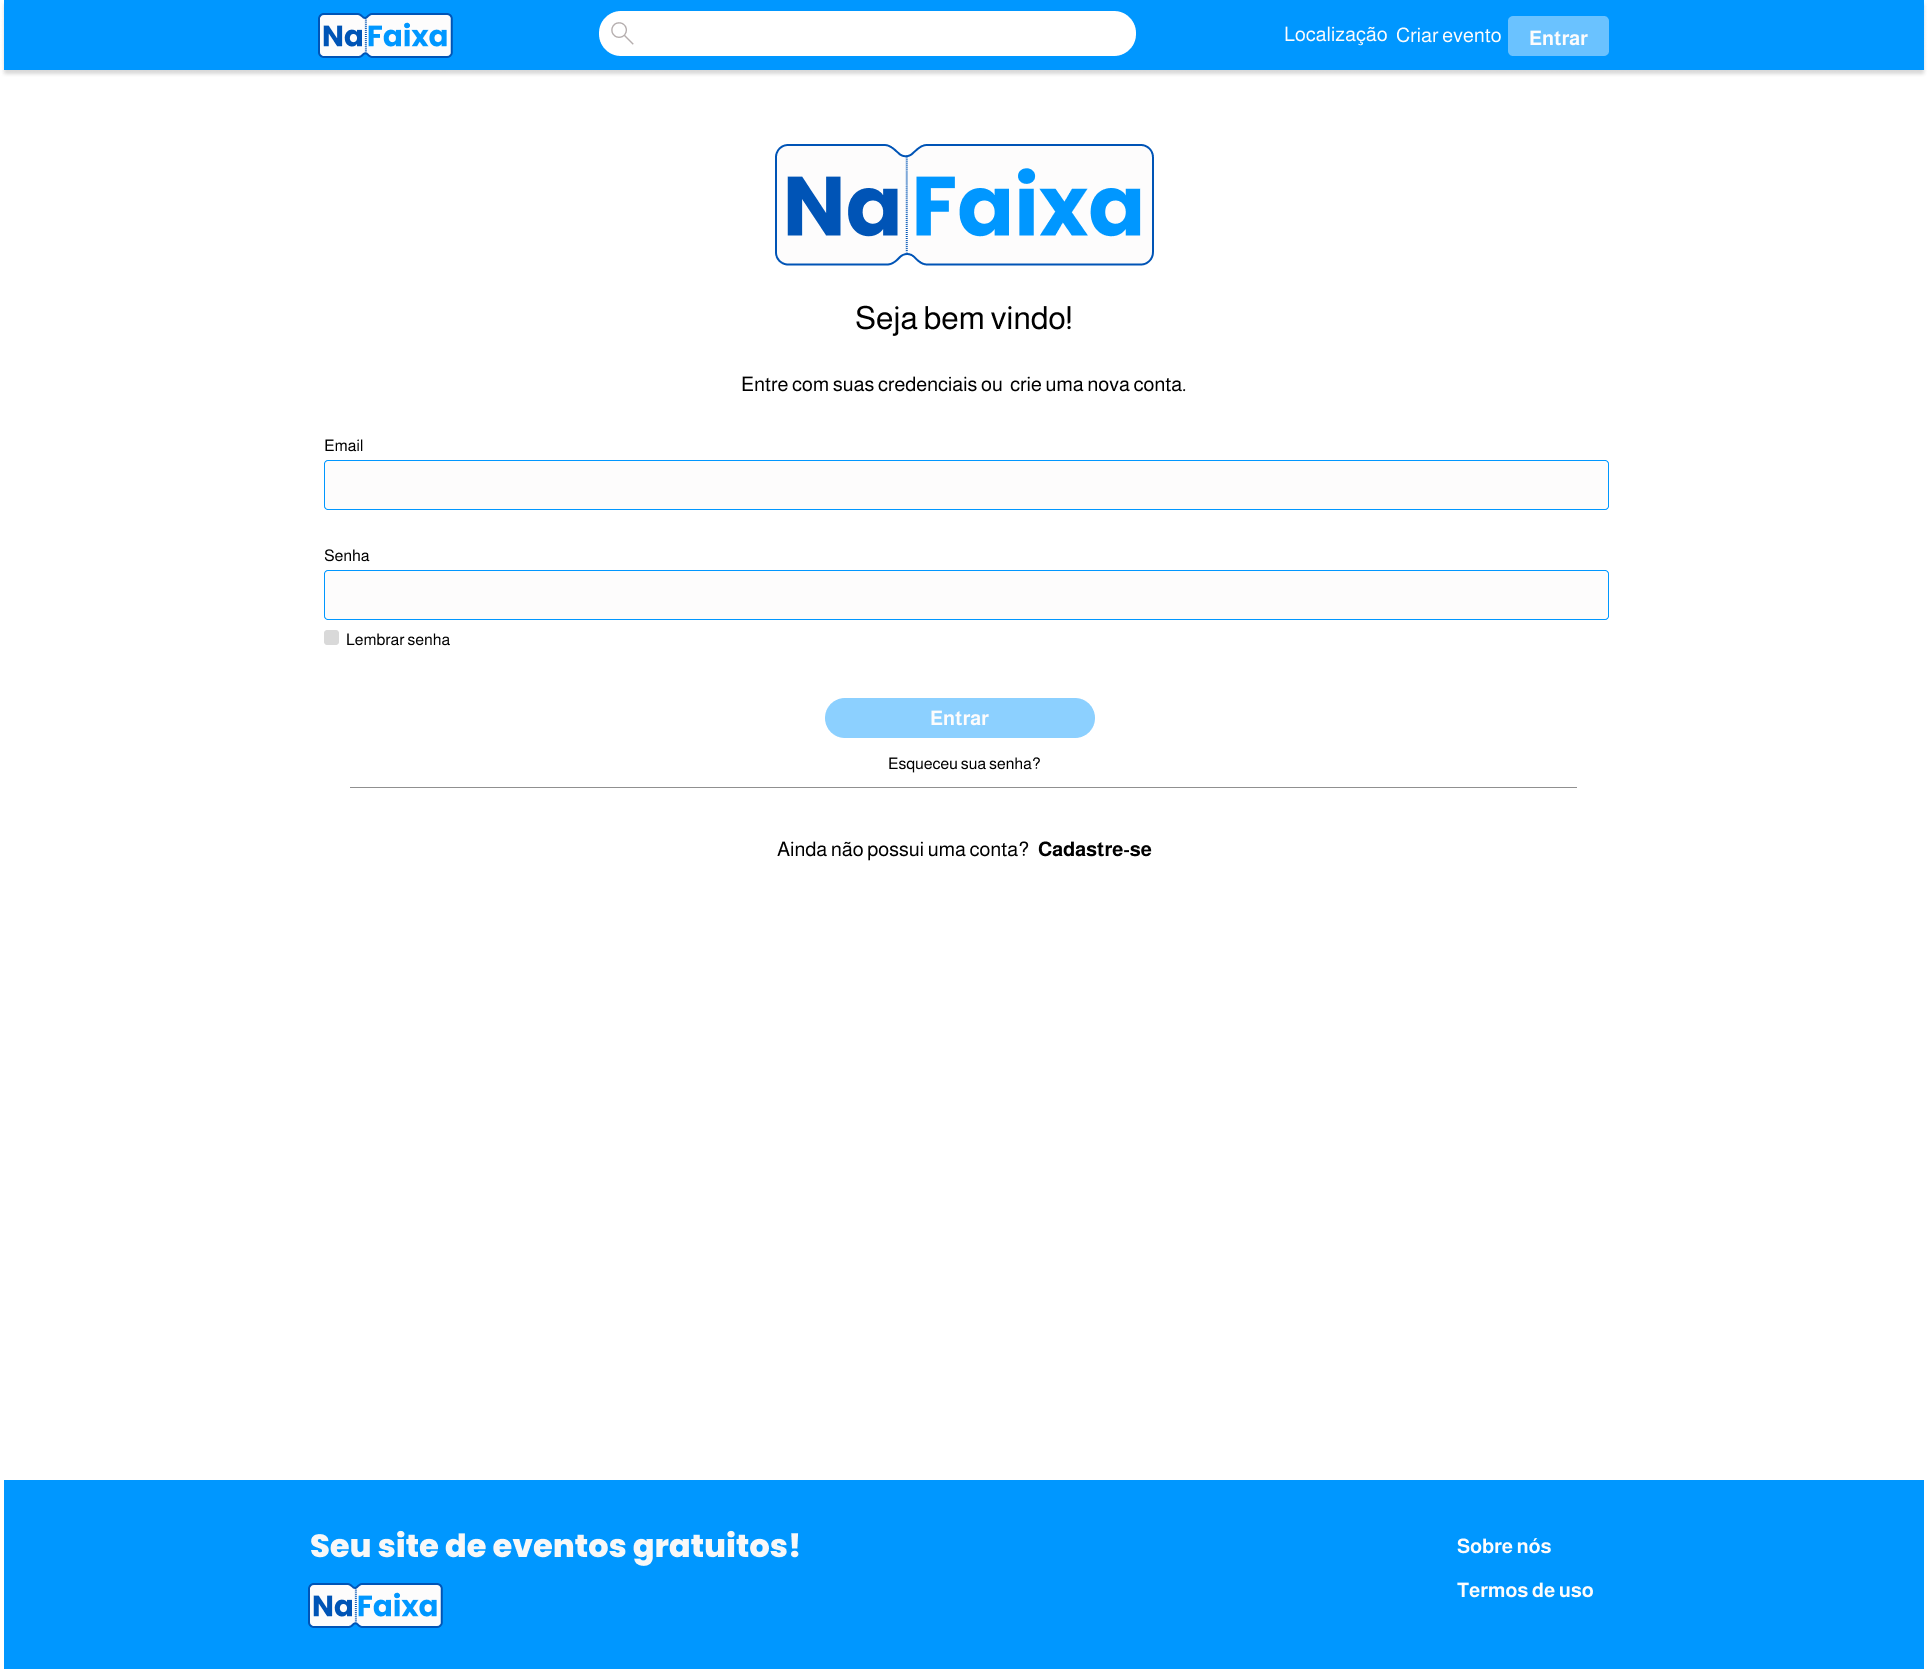 NaFaixa
Localização Criar evento Entrar
NaFaixa
Seja bem vindo!
Entre com suas credenciais ou crie uma nova conta.
Email
Senha
Lembrar senha
Entrar
Esqueceu sua senha?
Ainda não possui uma conta? Cadastre-se
Seu site de eventos gratuitos!
NaFaixa
Sobre nós
Termos de uso